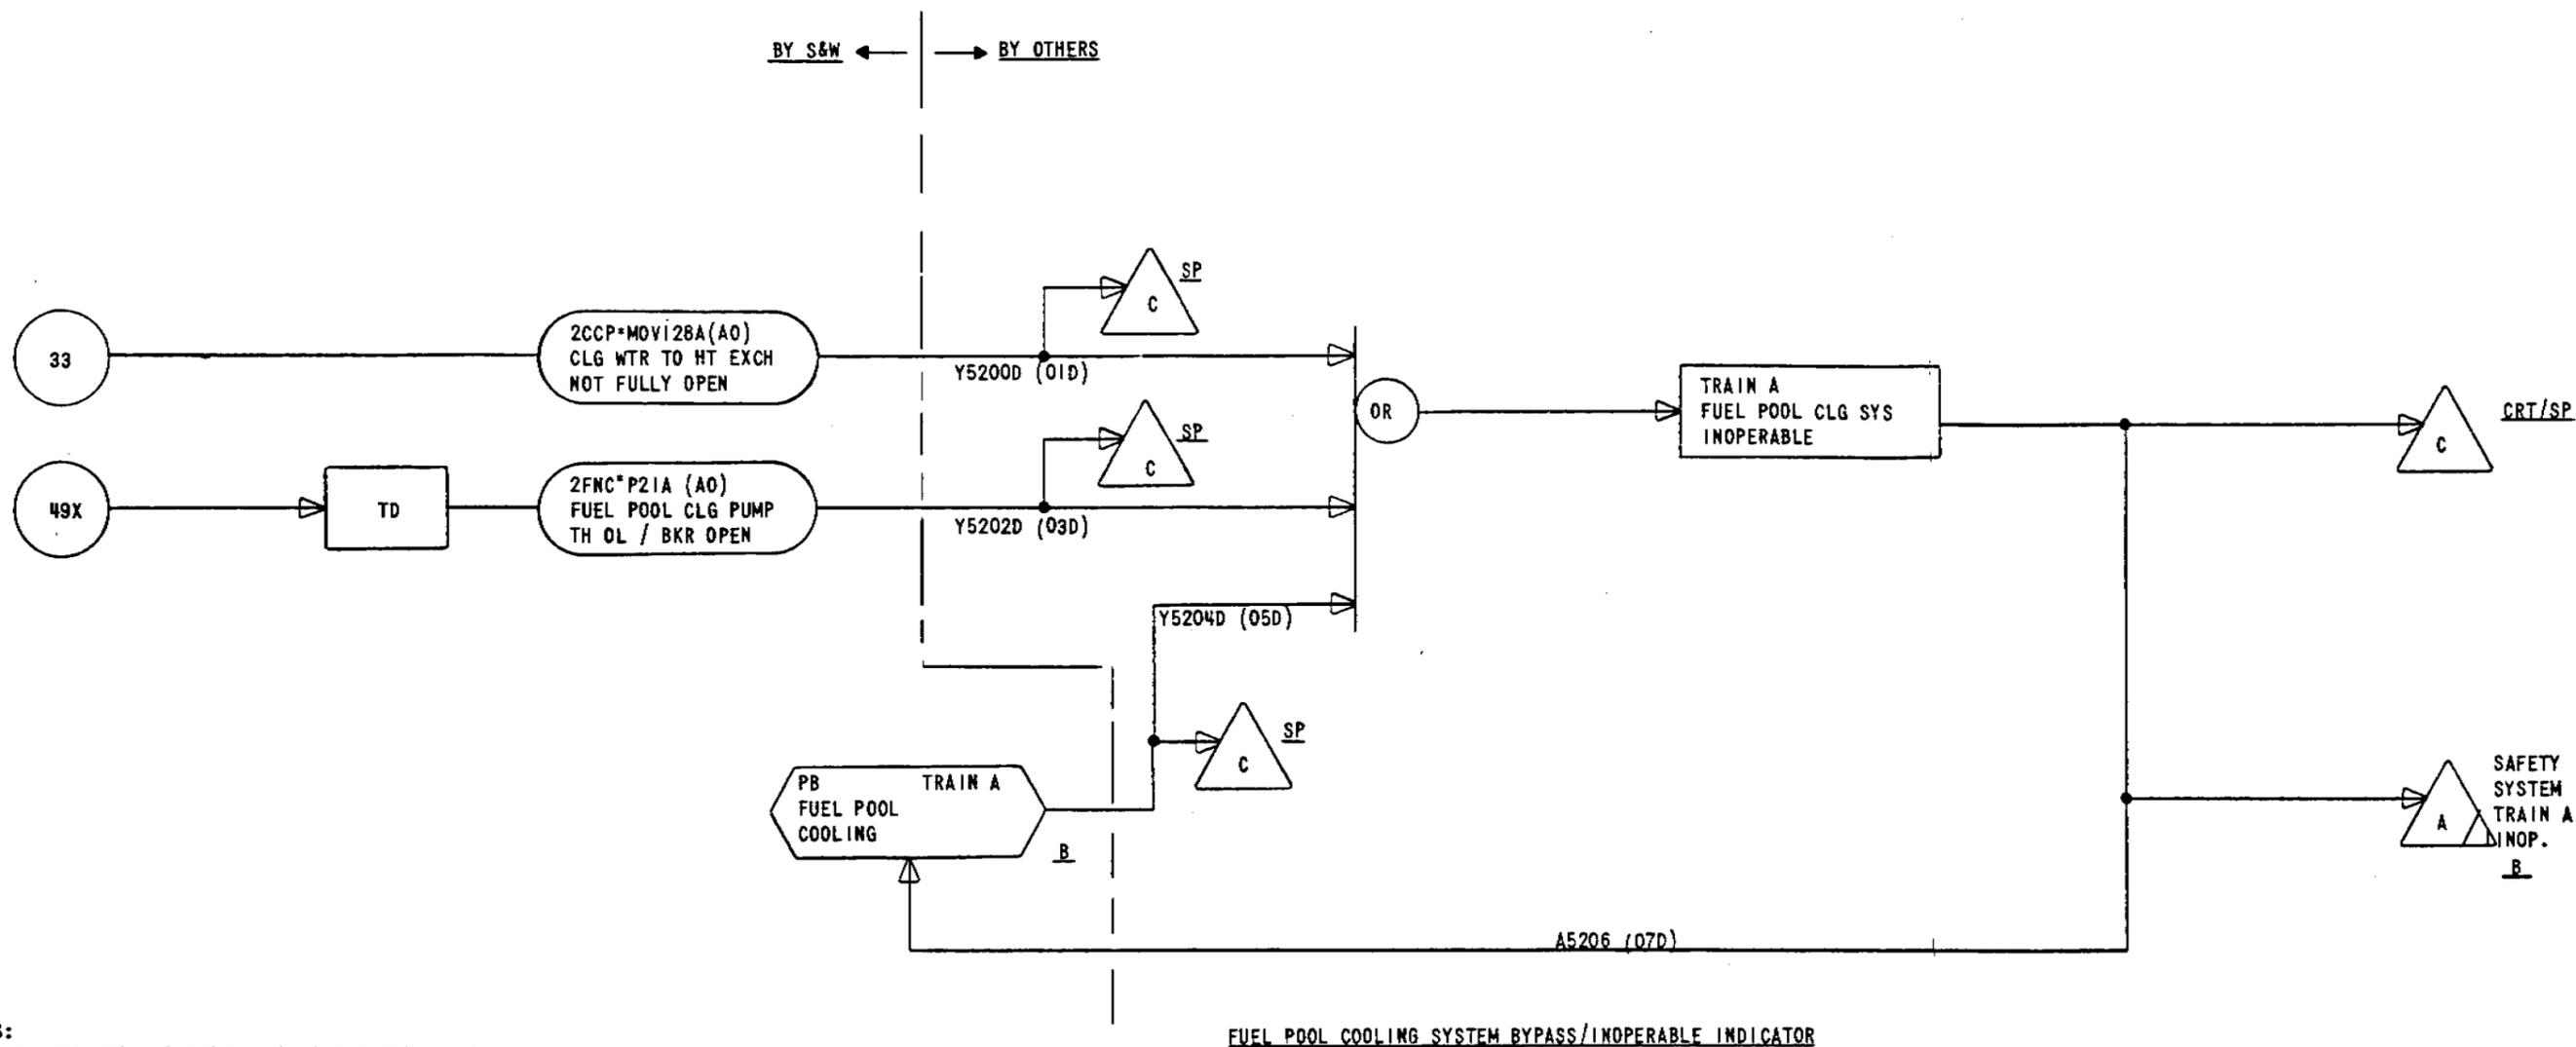 BY S&W
BY OTHERS
SP
C
33
2CCP*MOV128A(AO)
CLG WTR TO HT EXCH
NOT FULLY OPEN
Y5200D (01D)
SP
C
OR
TRAIN A
FUEL POOL CLG SYS
INOPERABLE
CRT/SP
C
49X
TD
2FNC*P21A (AO)
FUEL POOL CLG PUMP
TH OL / BKR OPEN
Y5202D (03D)
Y5204D (05D)
SP
C
PB TRAIN A
FUEL POOL
COOLING
B
SAFETY
SYSTEM
TRAIN A
INOP.
B
A
A5206 (07D)
S:
FUEL POOL COOLING SYSTEM BYPASS/INOPERABLE INDICATOR